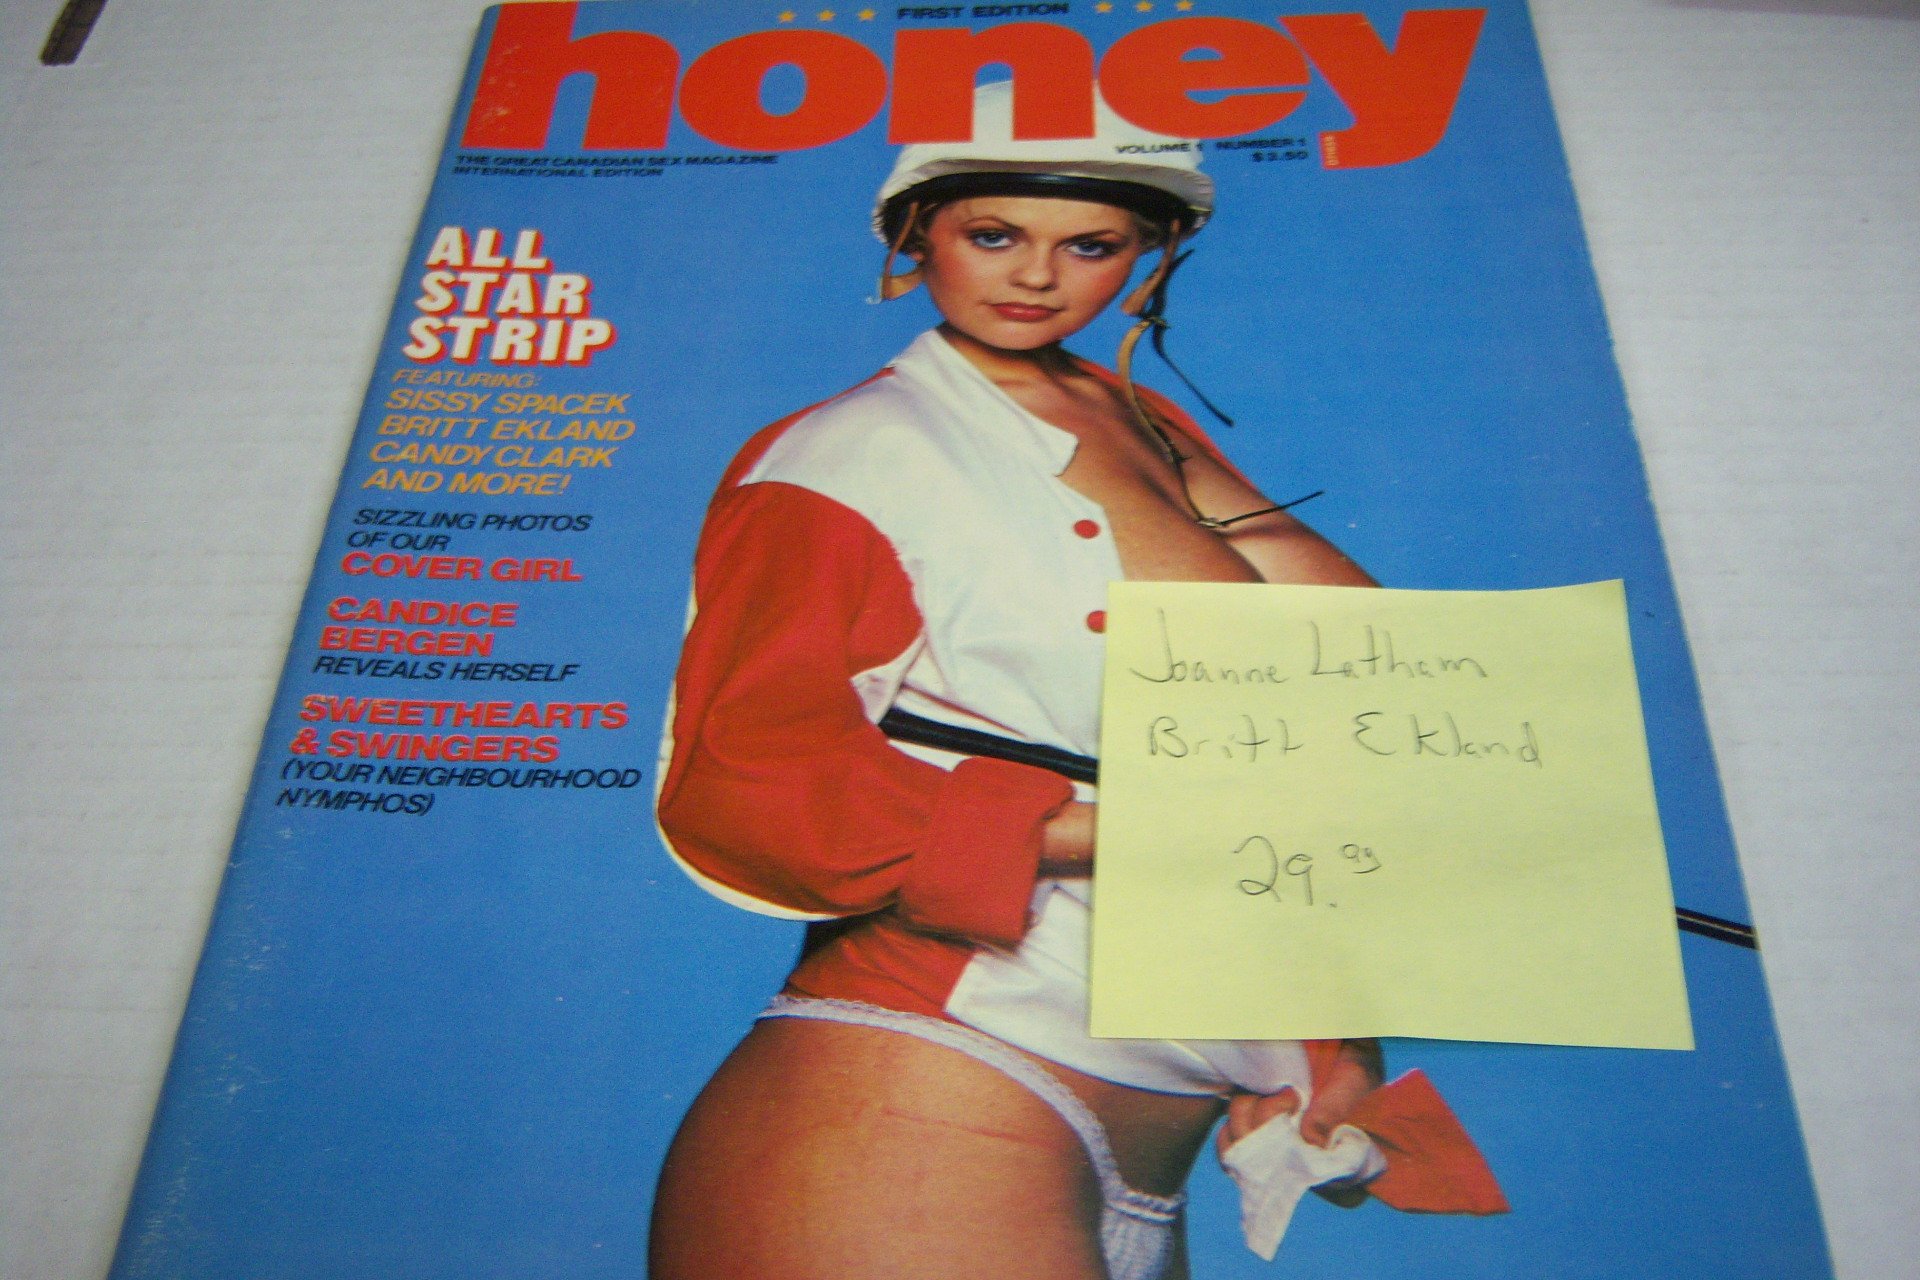 FIRST EDITION
honey
THE GREAT CANADIAN SEX MAGAZINE
INTERNATIONAL EDITION
VOLUME 1 NUMBER 1
$2.50
ALL
STAR
STRIP
FEATURING:
SISSY SPACEK
BRITT EKLAND
CANDY CLARK
AND MORE!
SIZZLING PHOTOS
OF OUR
COVER GIRL
CANDICE
BERGEN
REVEALS HERSELF
SWEETHEARTS
& SWINGERS
(YOUR NEIGHBOURHOOD
NYMPHOS)
Joanne Latham
Britt Ekland
29.99